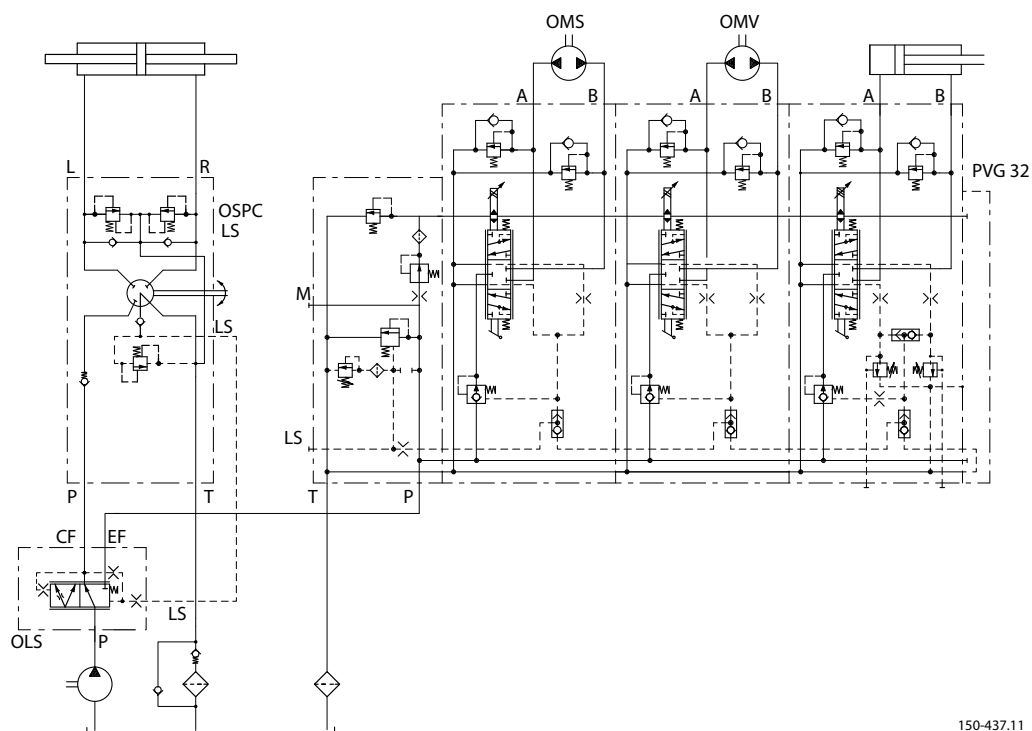 OMS
OMV
A
B
A
B
A
B
PVG 32
L
R
OSPC
LS
M
LS
LS
P
T
T
P
CF
EF
LS
OLS
P
150-437.11